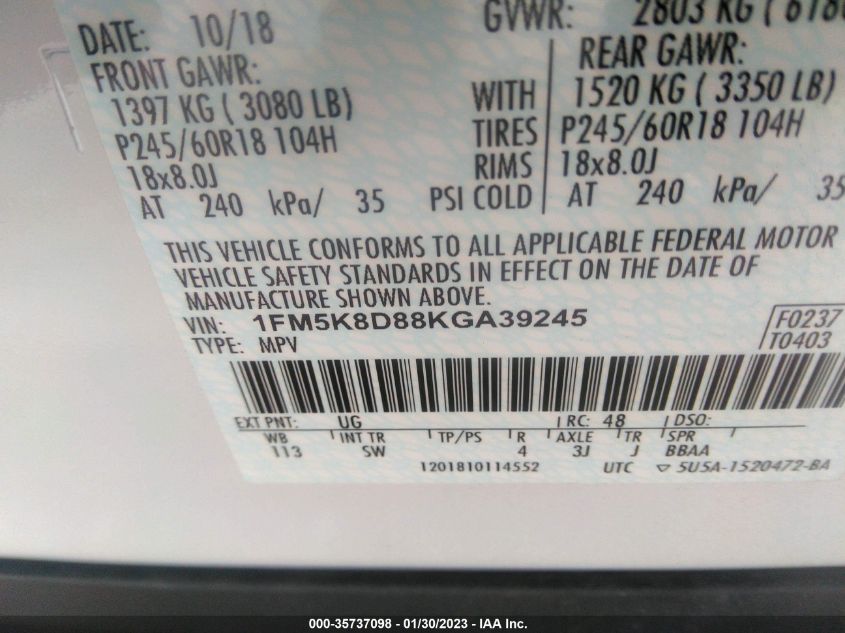 DATE: 10/18 GVWR: 2803 KG (
FRONT GAWR: REAR GAWR:
1397 KG ( 3080 LB) WITH 1520 KG ( 3350 LB)
P245/60R18 104H TIRES P245/60R18 104H
18x8.0J RIMS 18x8.0J
AT 240 kPa/ 35 PSI COLD AT 240 kPa/ 35
THIS VEHICLE CONFORMS TO ALL APPLICABLE FEDERAL MOTOR
VEHICLE SAFETY STANDARDS IN EFFECT ON THE DATE OF
MANUFACTURE SHOWN ABOVE.
VIN: 1FM5K8D88KGA39245 F0237
TYPE: MPV T0403
EXT PNT: UG RC: 48 DSO:
WB INT TR TP/PS R AXLE TR SPR
113 SW 4 3J J BBAA
1201810114552 UTC ▽ 5U5A-1520472-BA
000-35737098 - 01/30/2023 - IAA Inc.